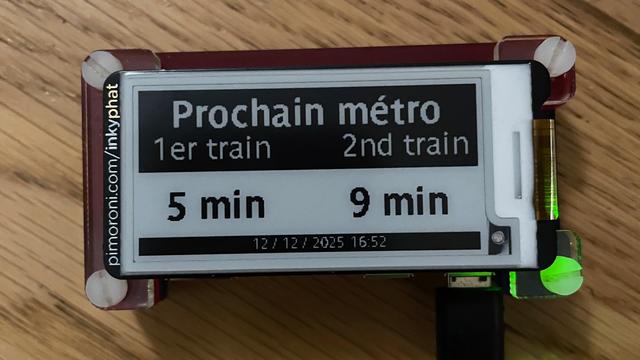 Prochain métro
1er train 2nd train
5 min 9 min
12/12/2025 16:52
pimoroni.com/inkyphat